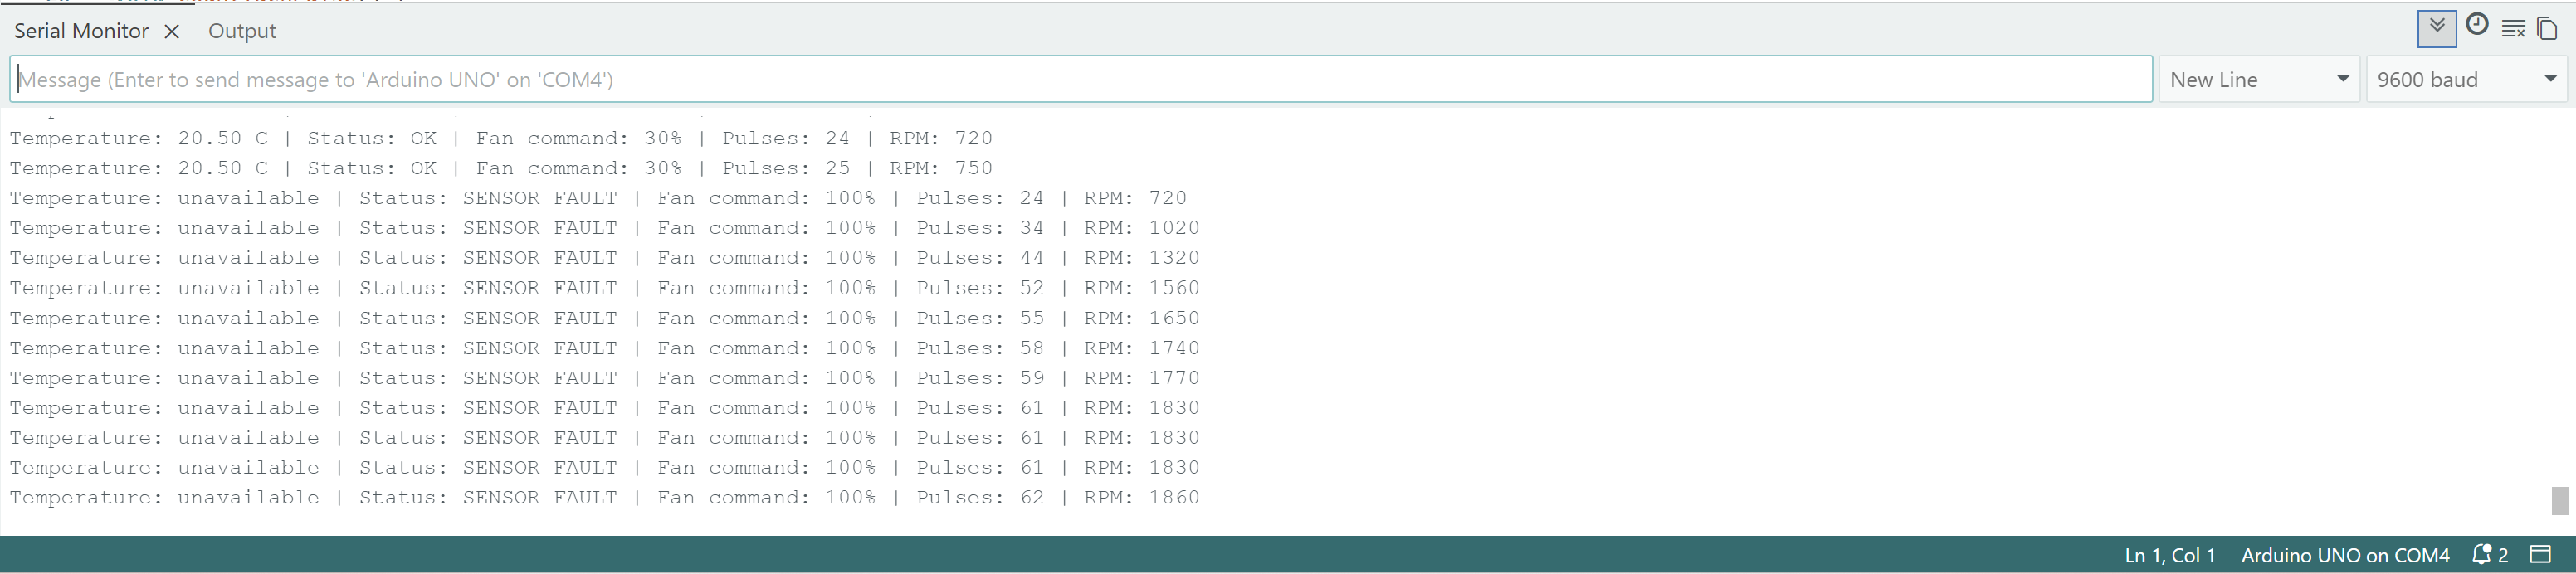 Serial Monitor Output
Message (Enter to send message to 'Arduino UNO' on 'COM4') New Line 9600 baud
Temperature: 20.50 C | Status: OK | Fan command: 30% | Pulses: 24 | RPM: 720
Temperature: 20.50 C | Status: OK | Fan command: 30% | Pulses: 25 | RPM: 750
Temperature: unavailable | Status: SENSOR FAULT | Fan command: 100% | Pulses: 24 | RPM: 720
Temperature: unavailable | Status: SENSOR FAULT | Fan command: 100% | Pulses: 34 | RPM: 1020
Temperature: unavailable | Status: SENSOR FAULT | Fan command: 100% | Pulses: 44 | RPM: 1320
Temperature: unavailable | Status: SENSOR FAULT | Fan command: 100% | Pulses: 52 | RPM: 1560
Temperature: unavailable | Status: SENSOR FAULT | Fan command: 100% | Pulses: 55 | RPM: 1650
Temperature: unavailable | Status: SENSOR FAULT | Fan command: 100% | Pulses: 58 | RPM: 1740
Temperature: unavailable | Status: SENSOR FAULT | Fan command: 100% | Pulses: 59 | RPM: 1770
Temperature: unavailable | Status: SENSOR FAULT | Fan command: 100% | Pulses: 61 | RPM: 1830
Temperature: unavailable | Status: SENSOR FAULT | Fan command: 100% | Pulses: 61 | RPM: 1830
Temperature: unavailable | Status: SENSOR FAULT | Fan command: 100% | Pulses: 61 | RPM: 1830
Temperature: unavailable | Status: SENSOR FAULT | Fan command: 100% | Pulses: 62 | RPM: 1860
Ln 1, Col 1 Arduino UNO on COM4 2